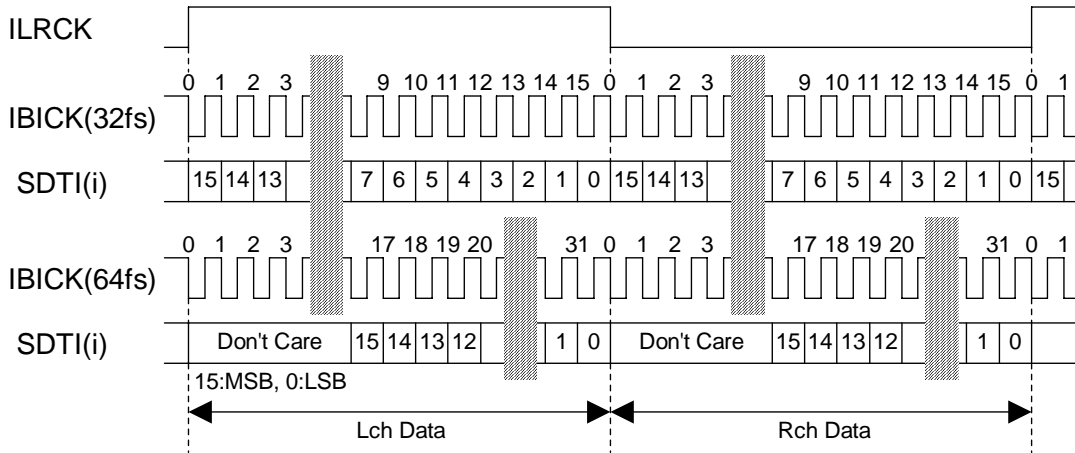 ILRCK
0 1 2 3 9 10 11 12 13 14 15 0 1 2 3 9 10 11 12 13 14 15 0 1
IBICK(32fs)
SDTI(i) 15 14 13 7 6 5 4 3 2 1 0 15 14 13 7 6 5 4 3 2 1 0 15
0 1 2 3 17 18 19 20 31 0 1 2 3 17 18 19 20 31 0 1
IBICK(64fs)
SDTI(i) Don't Care 15 14 13 12 1 0 Don't Care 15 14 13 12 1 0
15:MSB, 0:LSB
Lch Data Rch Data